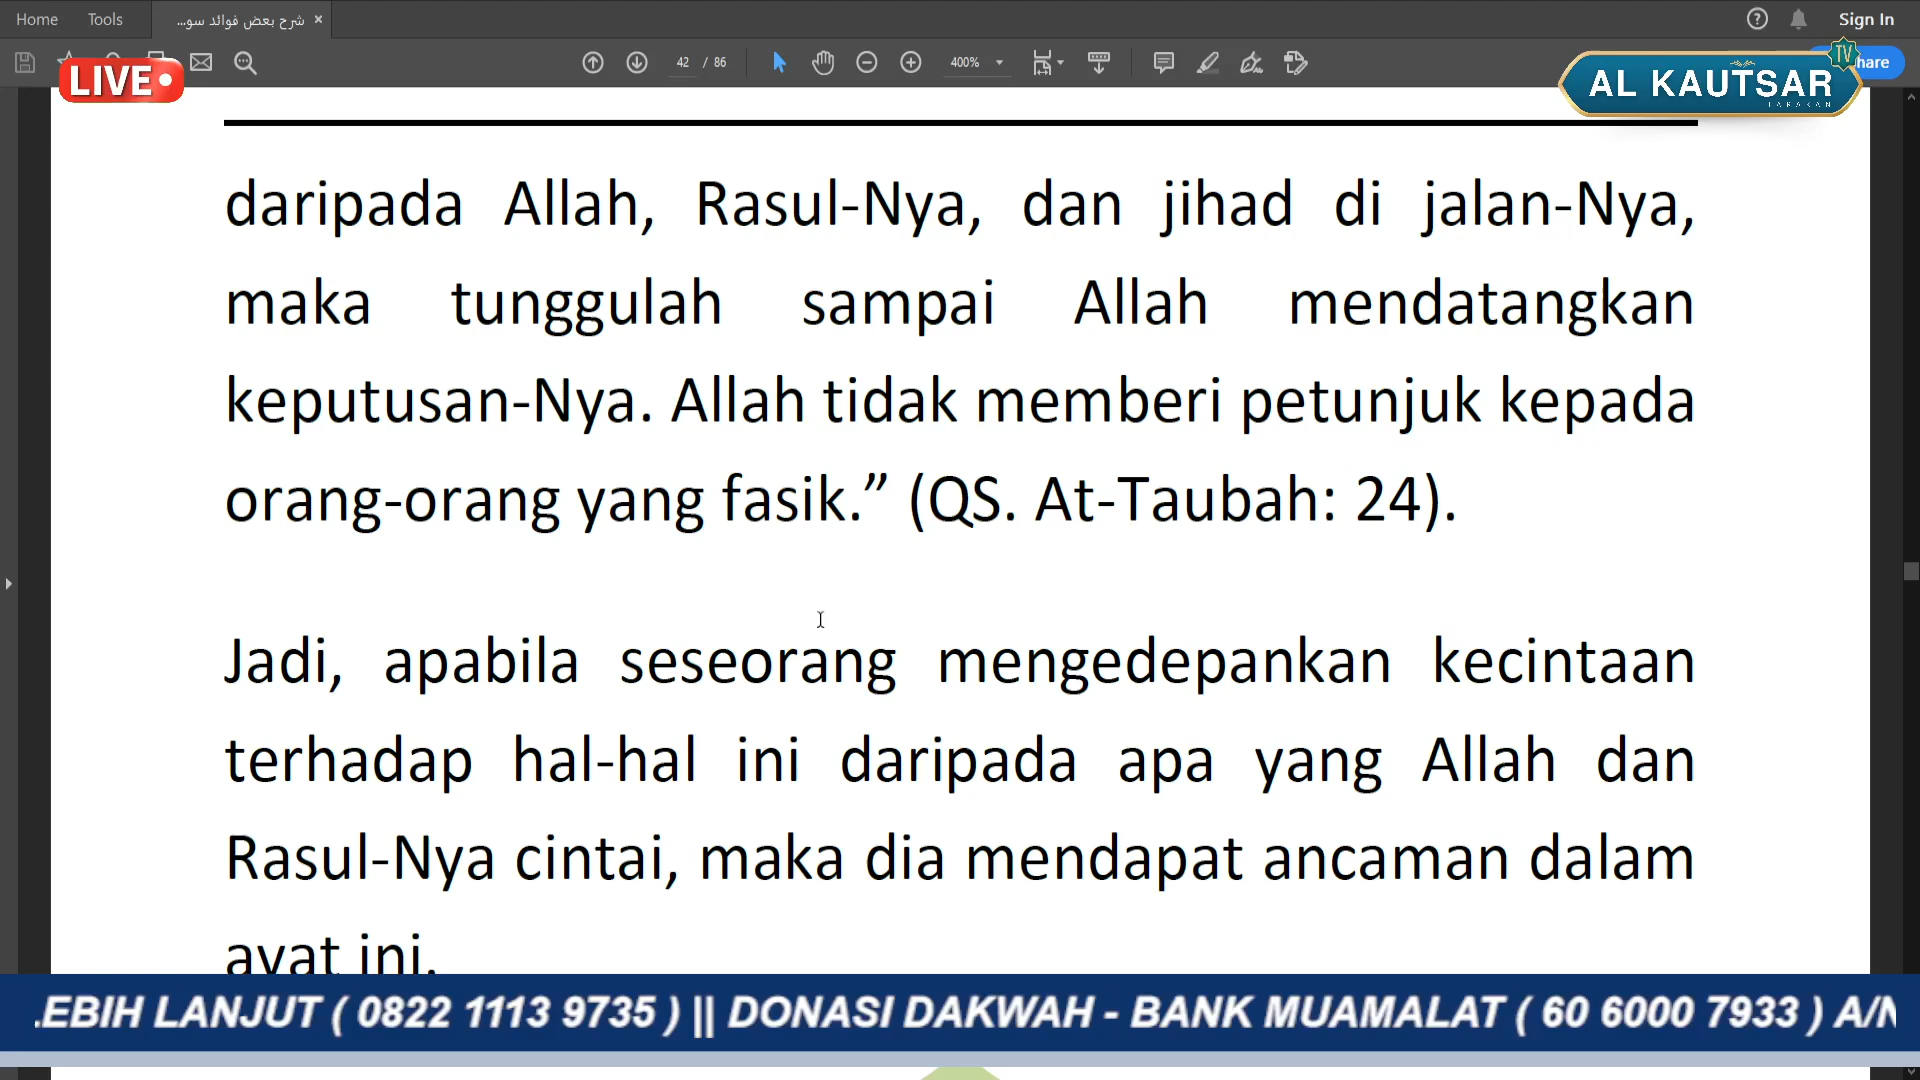 Home Tools شرح بعض فوائد سو... × Sign In
LIVE 42 / 86 400% hare
AL KAUTSAR TV
TARAKAN
daripada Allah, Rasul-Nya, dan jihad di jalan-Nya,
maka tunggulah sampai Allah mendatangkan
keputusan-Nya. Allah tidak memberi petunjuk kepada
orang-orang yang fasik.” (QS. At-Taubah: 24).
Jadi, apabila seseorang mengedepankan kecintaan
terhadap hal-hal ini daripada apa yang Allah dan
Rasul-Nya cintai, maka dia mendapat ancaman dalam
ayat ini.
.EBIH LANJUT ( 0822 1113 9735 ) || DONASI DAKWAH - BANK MUAMALAT ( 60 6000 7933 ) A/N